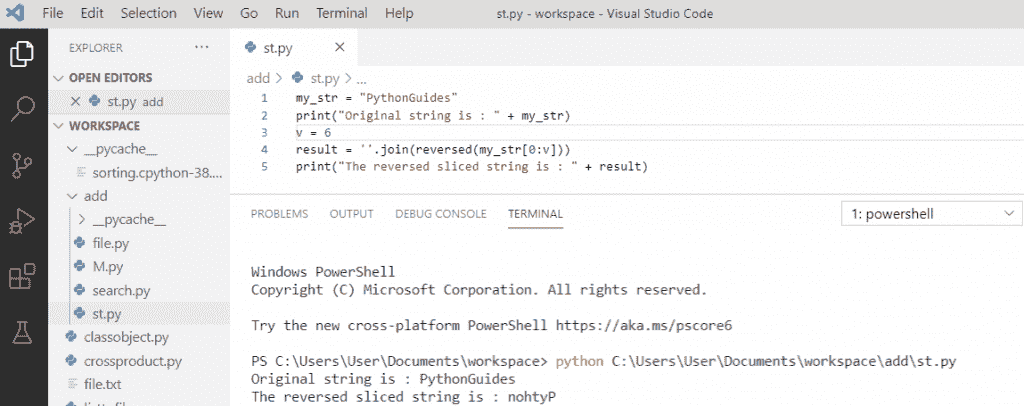 File Edit Selection View Go Run Terminal Help st.py - workspace - Visual Studio Code
EXPLORER ...
OPEN EDITORS
st.py add
WORKSPACE
__pycache__
sorting.cpython-38....
add
__pycache__
file.py
M.py
search.py
st.py
classobject.py
crossproduct.py
file.txt
st.py
add > st.py > ...
1 my_str = "PythonGuides"
2 print("Original string is : " + my_str)
3 v = 6
4 result = ''.join(reversed(my_str[0:v]))
5 print("The reversed sliced string is : " + result)
PROBLEMS OUTPUT DEBUG CONSOLE TERMINAL 1: powershell
Windows PowerShell
Copyright (C) Microsoft Corporation. All rights reserved.
Try the new cross-platform PowerShell https://aka.ms/pscore6
PS C:\Users\User\Documents\workspace> python C:\Users\User\Documents\workspace\add\st.py
Original string is : PythonGuides
The reversed sliced string is : nohtyP